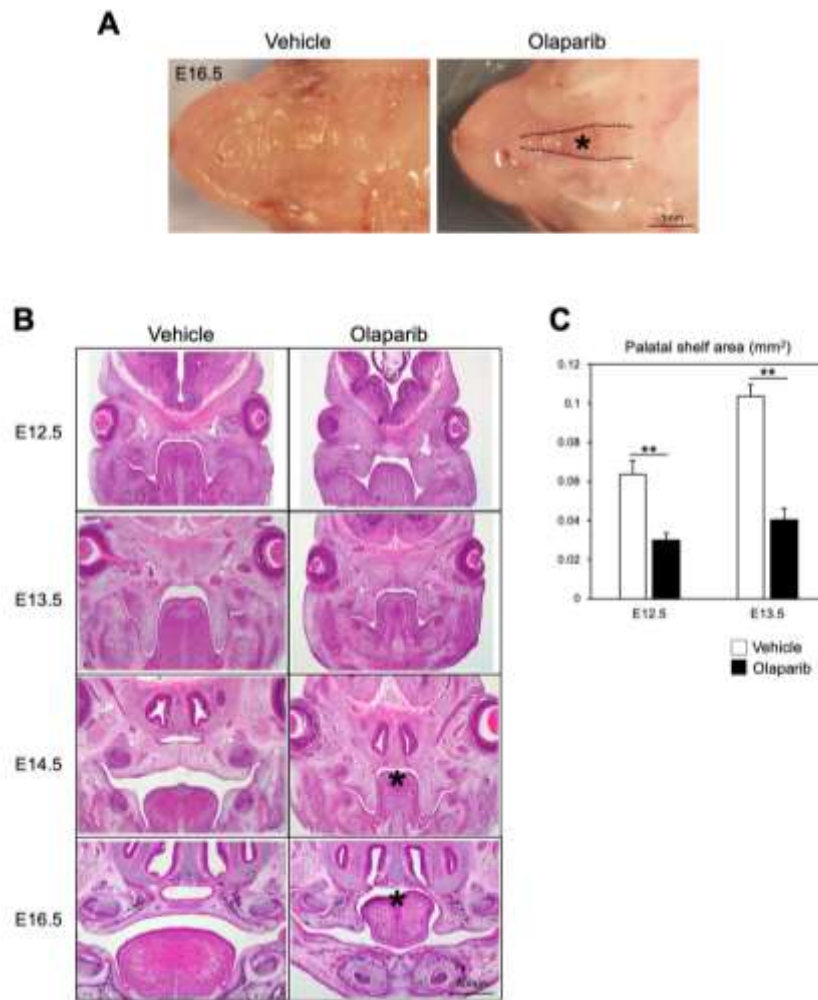 A
Vehicle
Olaparib
E16.5
*
B
Vehicle
Olaparib
E12.5
E13.5
E14.5
*
E16.5
*
C
Palatal shelf area (mm²)
0.12
0.1
0.08
0.06
0.04
0.02
0
**
**
E12.5
E13.5
Vehicle
Olaparib